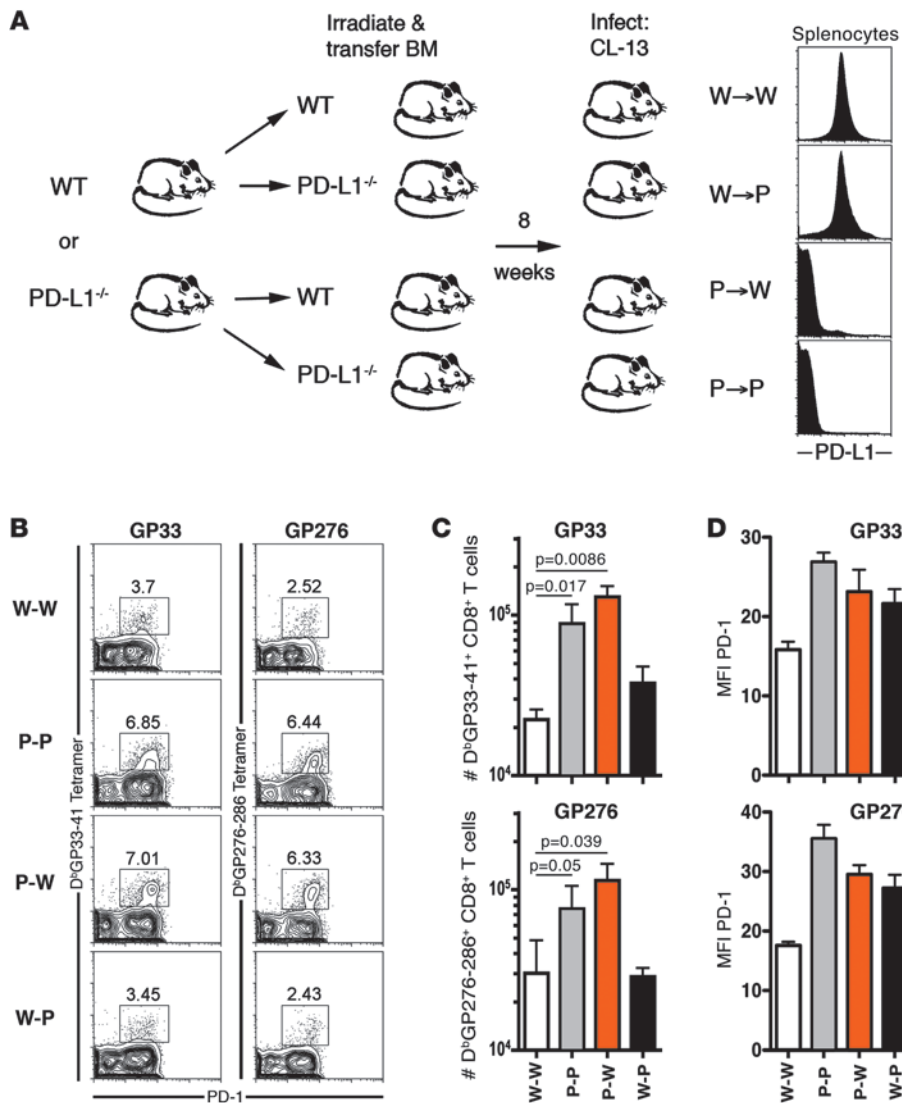 A
Irradiate &
transfer BM
Infect:
CL-13
Splenocytes
WT
or
PD-L1-/-
WT
PD-L1-/-
WT
PD-L1-/-
8
weeks
W→W
W→P
P→W
P→P
PD-L1
B
GP33
GP276
W-W
P-P
P-W
W-P
3.7
2.52
6.85
6.44
7.01
6.33
3.45
2.43
DbGP33-41 Tetramer
DbGP276-286 Tetramer
PD-1
C
GP33
# DbGP33-41+ CD8+ T cells
p=0.0086
p=0.017
10^5
10^4
GP276
# DbGP276-286+ CD8+ T cells
p=0.039
p=0.05
10^5
10^4
W-W
P-P
P-W
W-P
D
GP33
MFI PD-1
30
20
10
0
GP27
MFI PD-1
40
30
20
10
0
W-W
P-P
P-W
W-P